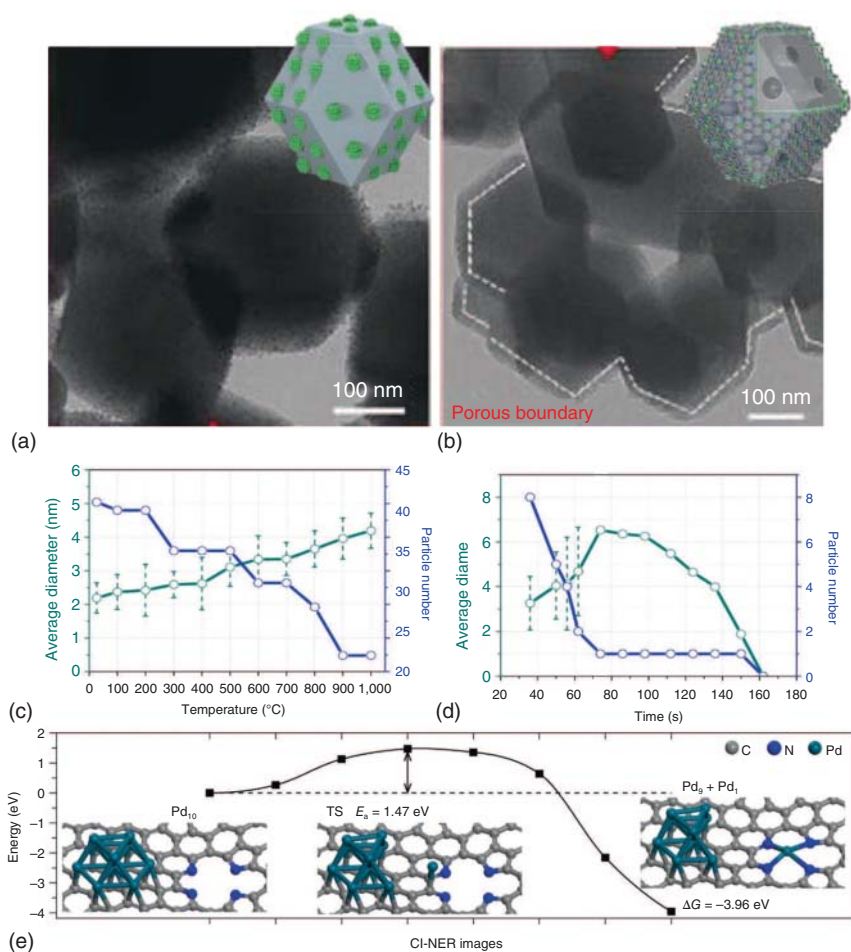 100 nm
Porous boundary
100 nm
(a)
(b)
Average diameter (nm)
6
5
4
3
2
1
0
45
40
35
30
25
20
Particle number
0 100 200 300 400 500 600 700 800 900 1,000
Temperature (°C)
(c)
Average diame
8
6
4
2
0
8
6
4
2
0
Particle number
20 40 60 80 100 120 140 160 180
Time (s)
(d)
Energy (eV)
2
1
0
-1
-2
-3
-4
C N Pd
Pd10
TS Ea = 1.47 eV
Pd9 + Pd1
ΔG = −3.96 eV
CI-NER images
(e)